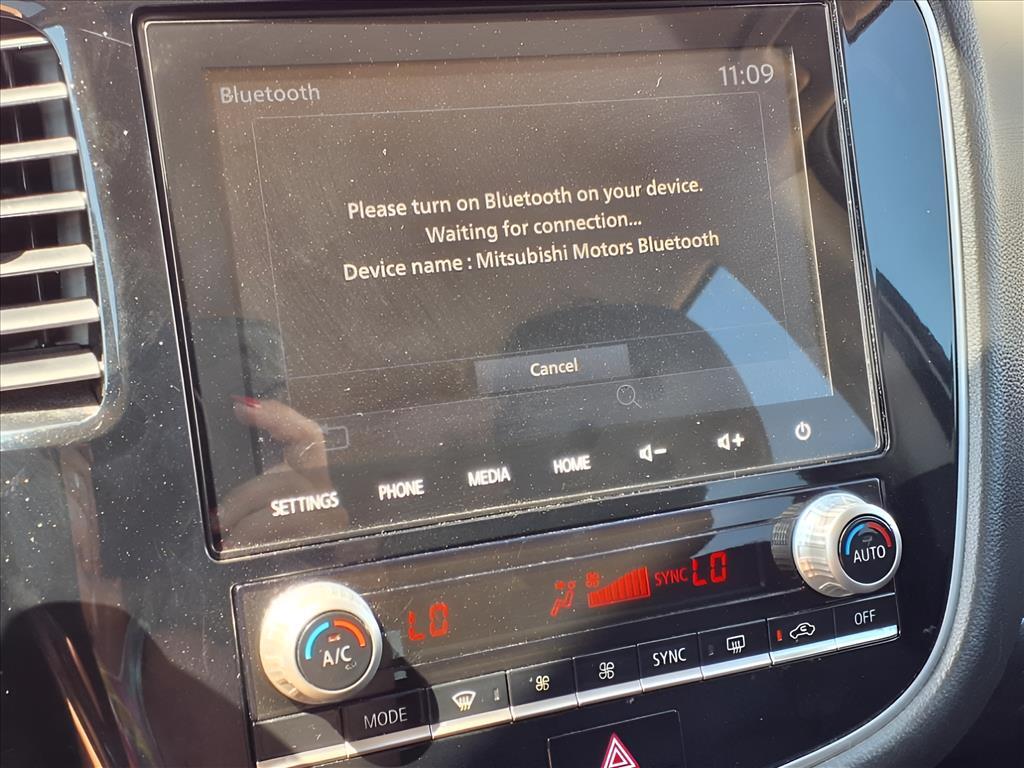 Bluetooth
11:09
Please turn on Bluetooth on your device.
Waiting for connection...
Device name : Mitsubishi Motors Bluetooth
Cancel
SETTINGS
PHONE
MEDIA
HOME
A/C
LO
SYNC
LO
AUTO
MODE
SYNC
OFF